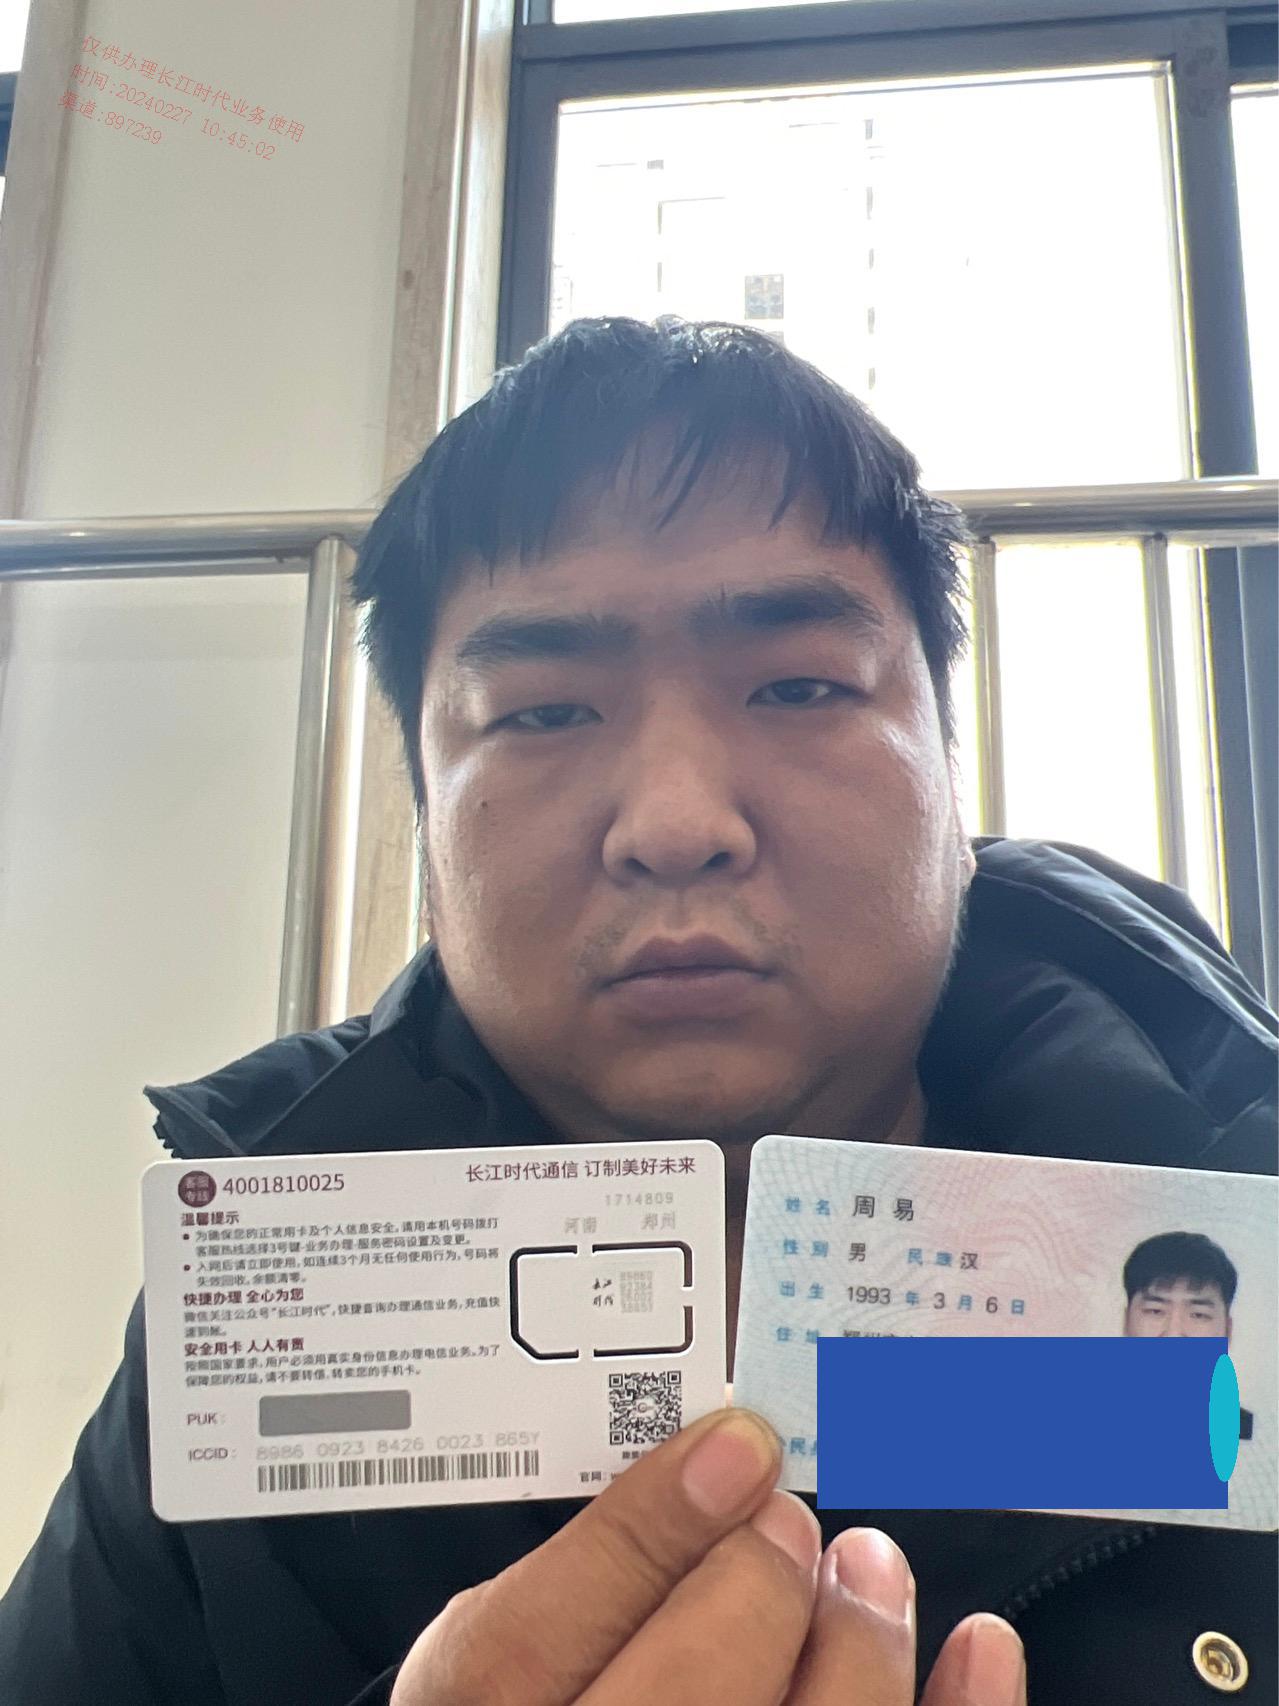 仅供办理长江时代业务使用
时间:20240227 10:45:02
渠道:897239
客服专线 4001810025
长江时代通信 订制美好未来
1714809
河南 郑州
温馨提示
为确保您的正常用卡及个人信息安全,请用本机号码拨打
客服热线选择3号键-业务办理-服务密码设置及变更。
入网后请立即使用,如连续3个月无任何使用行为,号码将
失效回收,余额清零。
快捷办理 全心为您
微信关注公众号“长江时代”,快捷查询办理通信业务,充值快
速到账。
安全用卡 人人有责
按照国家要求,用户必须用真实身份信息办理电信业务。为了
保障您的权益,请不要转借、转卖您的手机卡。
长江
时代
PUK:
ICCID: 8986 0923 8426 0023 865Y
官网:
姓名 周易
性别 男 民族 汉
出生 1993 年 3 月 6 日
住址